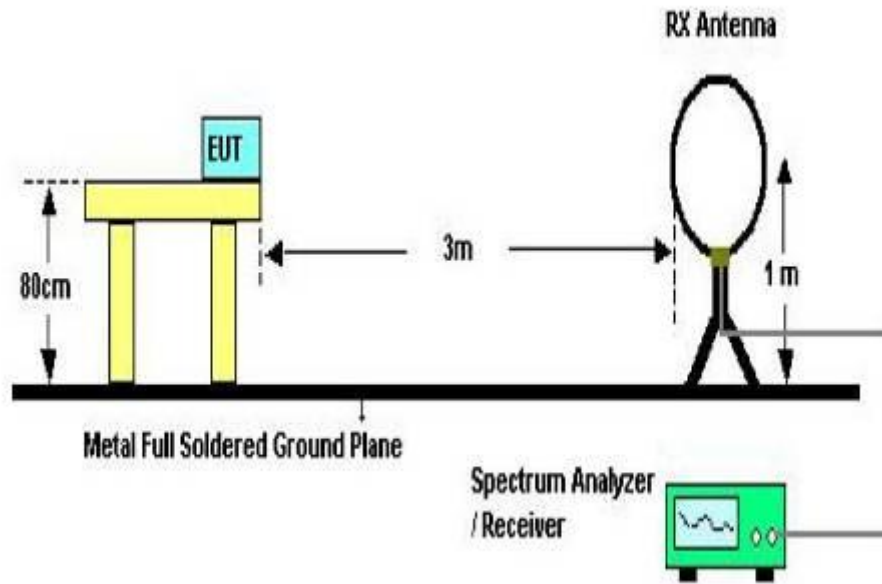 RX Antenna
EUT
3m
80cm
1 m
Metal Full Soldered Ground Plane
Spectrum Analyzer
/ Receiver